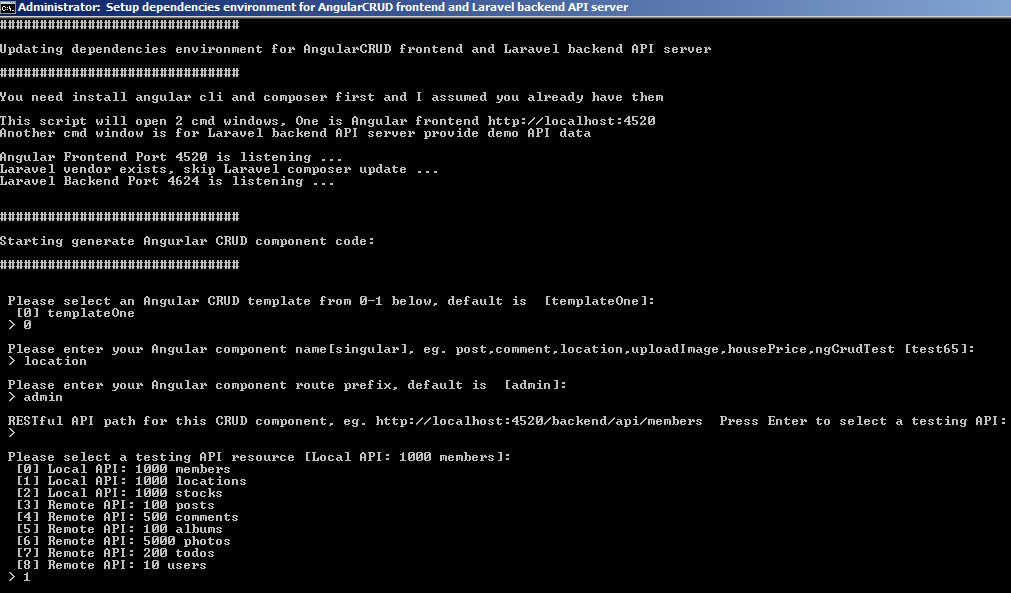 Administrator:  Setup dependencies environment for AngularCRUD frontend and Laravel backend API server
##############################
Updating dependencies environment for AngularCRUD frontend and Laravel backend API server
##############################
You need install angular cli and composer first and I assumed you already have them
This script will open 2 cmd windows, One is Angular frontend http://localhost:4520
Another cmd window is for Laravel backend API server provide demo API data
Angular Frontend Port 4520 is listening ...
Laravel vendor exists, skip Laravel composer update ...
Laravel Backend Port 4624 is listening ...
##############################
Starting generate Angurlar CRUD component code:
##############################
Please select an Angular CRUD template from 0-1 below, default is  [templateOne]:
[0] templateOne
> 0
Please enter your Angular component name[singular], eg. post,comment,location,uploadImage,housePrice,ngCrudTest [test65]:
> location
Please enter your Angular component route prefix, default is  [admin]:
> admin
RESTful API path for this CRUD component, eg. http://localhost:4520/backend/api/members  Press Enter to select a testing API:
>
Please select a testing API resource [Local API: 1000 members]:
[0] Local API: 1000 members
[1] Local API: 1000 locations
[2] Local API: 1000 stocks
[3] Remote API: 100 posts
[4] Remote API: 500 comments
[5] Remote API: 100 albums
[6] Remote API: 5000 photos
[7] Remote API: 200 todos
[8] Remote API: 10 users
> 1